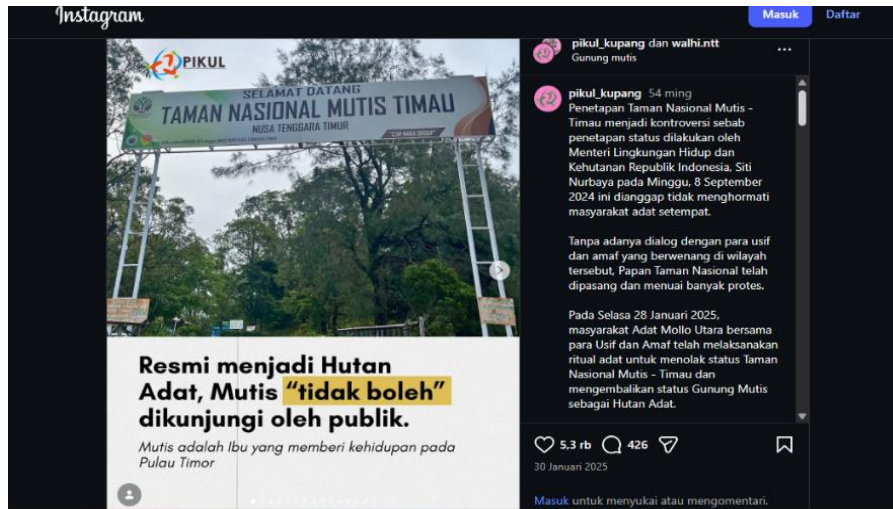 Instagram
Masuk
Daftar
PIKUL
SELAMAT DATANG
TAMAN NASIONAL MUTIS TIMAU
NUSA TENGGARA TIMUR
Resmi menjadi Hutan
Adat, Mutis “tidak boleh”
dikunjungi oleh publik.
Mutis adalah Ibu yang memberi kehidupan pada
Pulau Timor
pikul_kupang dan walhi.ntt
Gunung mutis
pikul_kupang 54 ming
Penetapan Taman Nasional Mutis -
Timau menjadi kontroversi sebab
penetapan status dilakukan oleh
Menteri Lingkungan Hidup dan
Kehutanan Republik Indonesia, Siti
Nurbaya pada Minggu, 8 September
2024 ini dianggap tidak menghormati
masyarakat adat setempat.
Tanpa adanya dialog dengan para usif
dan amaf yang berwenang di wilayah
tersebut, Papan Taman Nasional telah
dipasang dan menuai banyak protes.
Pada Selasa 28 Januari 2025,
masyarakat Adat Mollo Utara bersama
para Usif dan Amaf telah melaksanakan
ritual adat untuk menolak status Taman
Nasional Mutis - Timau dan
mengembalikan status Gunung Mutis
sebagai Hutan Adat.
5,3 rb 426
30 Januari 2025
Masuk untuk menyukai atau mengomentari.